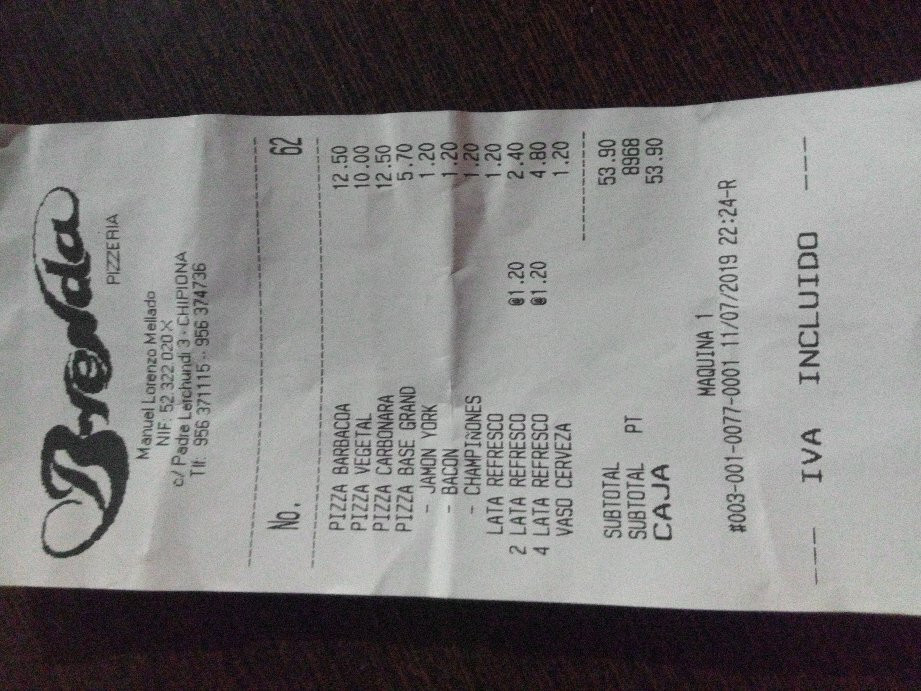 Brenda
PIZZERIA
Manuel Lorenzo Mellado
NIF. 52 322 020 X
c/ Padre Lerchundi 3 - CHIPIONA
Tlf: 956 371115 - 956 374736
No. 62
PIZZA BARBACOA 12.50
PIZZA VEGETAL 10.00
PIZZA CARBONARA 12.50
PIZZA BASE GRAND 5.70
- JAMON YORK 1.20
- BACON 1.20
- CHAMPIÑONES 1.20
LATA REFRESCO 1.20
2 LATA REFRESCO @1.20 2.40
4 LATA REFRESCO @1.20 4.80
VASO CERVEZA 1.20
SUBTOTAL 53.90
SUBTOTAL PT 8968
CAJA 53.90
MAQUINA 1
#003-001-0077-0001 11/07/2019 22:24-R
--- IVA INCLUIDO ---